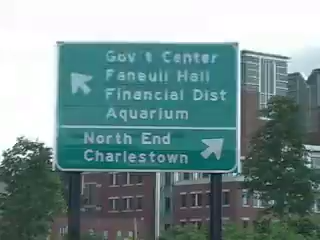 Gov't Center
Faneuil Hall
Financial Dist
Aquarium
North End
Charlestown